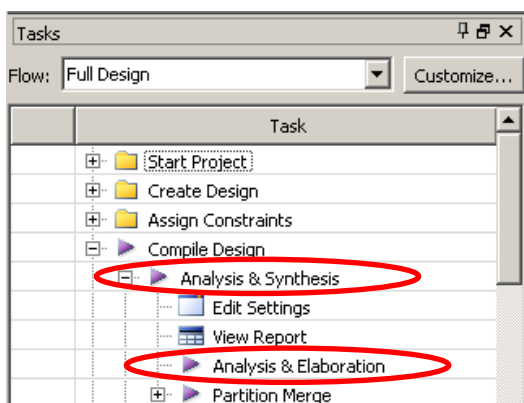 Tasks
Flow: Full Design Customize...
Task
Start Project
Create Design
Assign Constraints
Compile Design
Analysis & Synthesis
Edit Settings
View Report
Analysis & Elaboration
Partition Merge